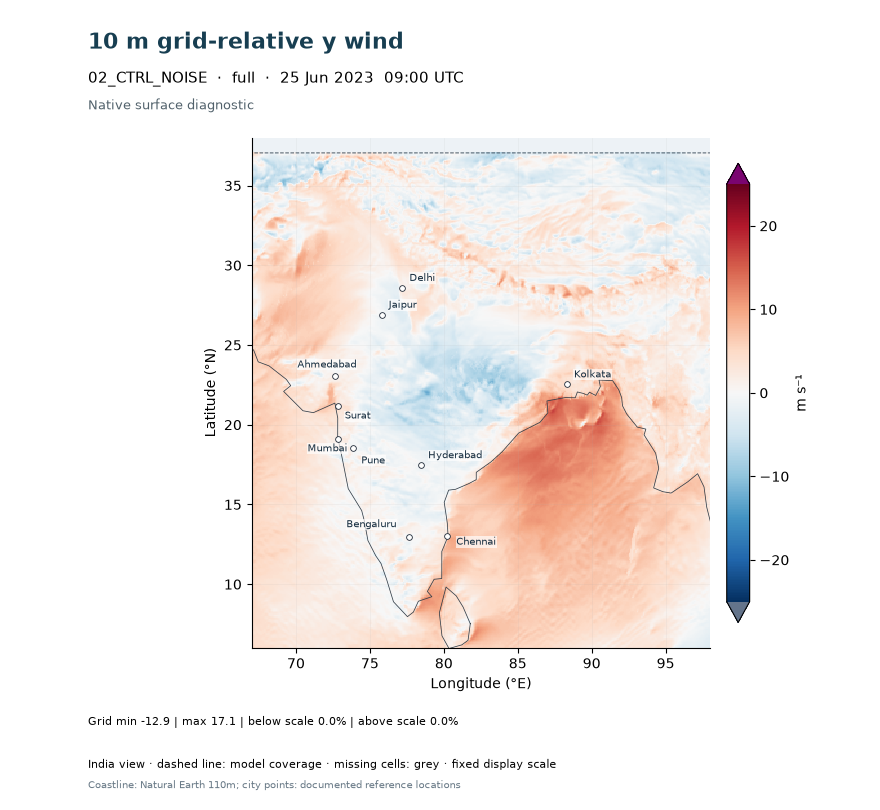 10 m grid-relative y wind
02_CTRL_NOISE · full · 25 Jun 2023 09:00 UTC
Native surface diagnostic
35
30
25
20
15
10
Latitude (°N)
70
75
80
85
90
95
Longitude (°E)
Delhi
Jaipur
Ahmedabad
Kolkata
Surat
Mumbai
Pune
Hyderabad
Bengaluru
Chennai
20
10
0
−10
−20
m s⁻¹
Grid min -12.9 | max 17.1 | below scale 0.0% | above scale 0.0%
India view · dashed line: model coverage · missing cells: grey · fixed display scale
Coastline: Natural Earth 110m; city points: documented reference locations